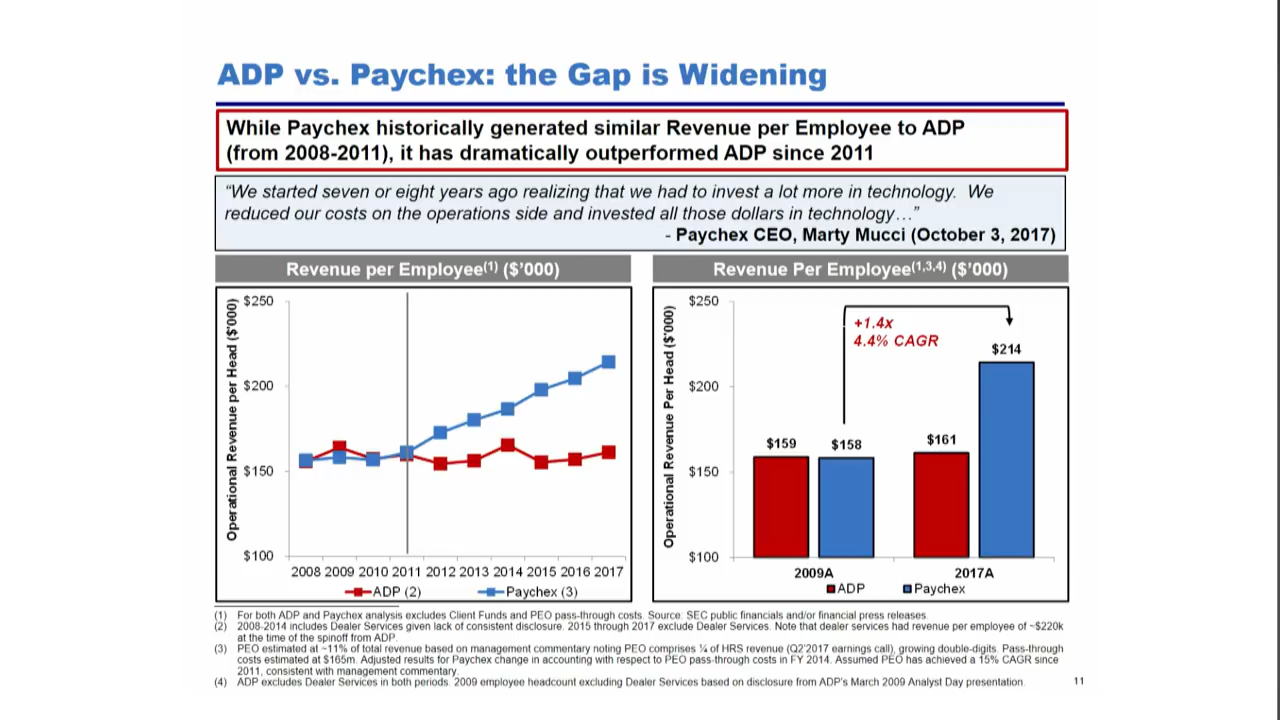 ADP vs. Paychex: the Gap is Widening
While Paychex historically generated similar Revenue per Employee to ADP
(from 2008-2011), it has dramatically outperformed ADP since 2011
“We started seven or eight years ago realizing that we had to invest a lot more in technology. We
reduced our costs on the operations side and invested all those dollars in technology…”
- Paychex CEO, Marty Mucci (October 3, 2017)
Revenue per Employee(1) ($’000)
Operational Revenue per Head ($’000)
$250
$200
$150
$100
2008 2009 2010 2011 2012 2013 2014 2015 2016 2017
ADP (2) Paychex (3)
Revenue Per Employee(1,3,4) ($’000)
Operational Revenue Per Head ($’000)
$250
$200
$150
$100
+1.4x
4.4% CAGR
$159
$158
$161
$214
2009A 2017A
ADP Paychex
(1) For both ADP and Paychex analysis excludes Client Funds and PEO pass-through costs. Source: SEC public financials and/or financial press releases.
(2) 2008-2014 includes Dealer Services given lack of consistent disclosure. 2015 through 2017 exclude Dealer Services. Note that dealer services had revenue per employee of ~$220k
at the time of the spinoff from ADP.
(3) PEO estimated at ~11% of total revenue based on management commentary noting PEO comprises ¼ of HRS revenue (Q2’2017 earnings call), growing double-digits. Pass-through
costs estimated at $165m. Adjusted results for Paychex change in accounting with respect to PEO pass-through costs in FY 2014. Assumed PEO has achieved a 15% CAGR since
2011, consistent with management commentary.
(4) ADP excludes Dealer Services in both periods. 2009 employee headcount excluding Dealer Services based on disclosure from ADP’s March 2009 Analyst Day presentation.
11